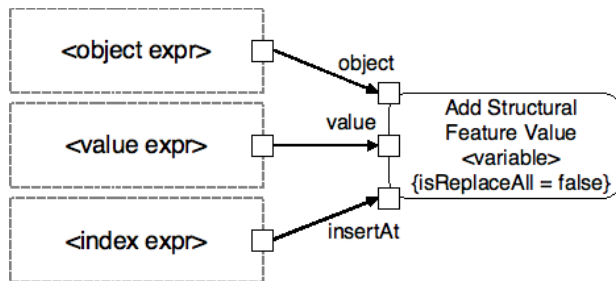 <object expr>
object
<value expr>
value
Add Structural
Feature Value
<variable>
{isReplaceAll = false}
<index expr>
insertAt